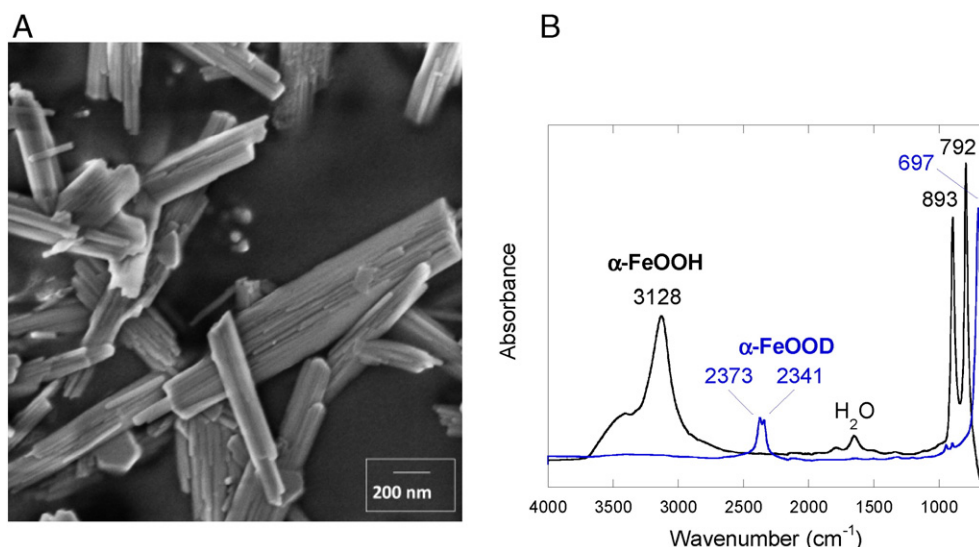 A
200 nm
B
792
697
893
α-FeOOH
3128
α-FeOOD
2373 2341
H2O
Absorbance
4000 3500 3000 2500 2000 1500 1000
Wavenumber (cm-1)